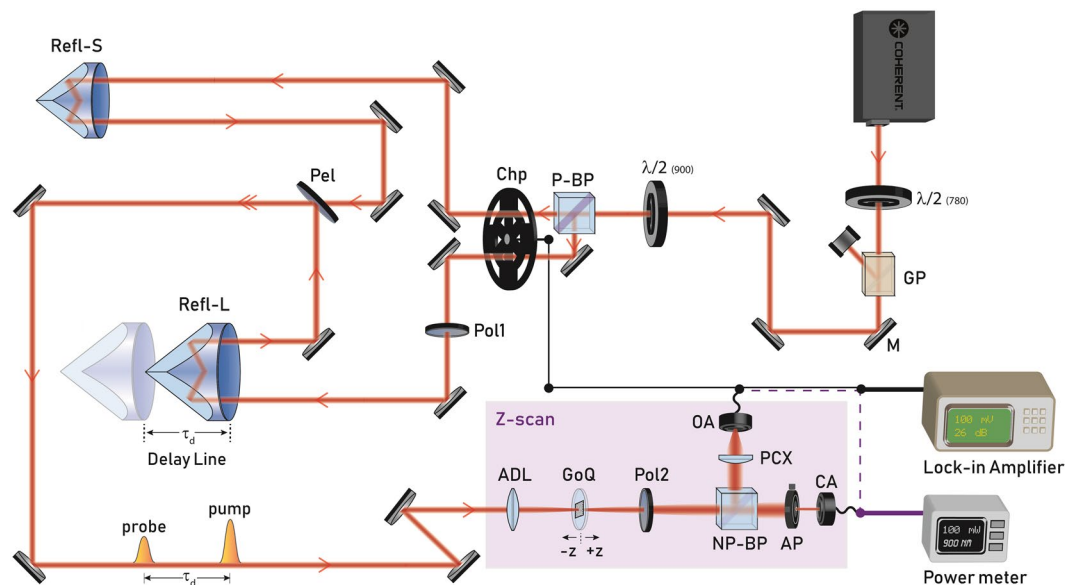 Refl-S
COHERENT.
Chp
P-BP
λ/2 (900)
λ/2 (780)
Pel
GP
Refl-L
Pol1
M
τd
Delay Line
Z-scan
OA
PCX
ADL
GoQ
Pol2
CA
-z
+z
NP-BP
AP
100 mW
26 dB
Lock-in Amplifier
probe
pump
τd
100 mW
900 NM
Power meter